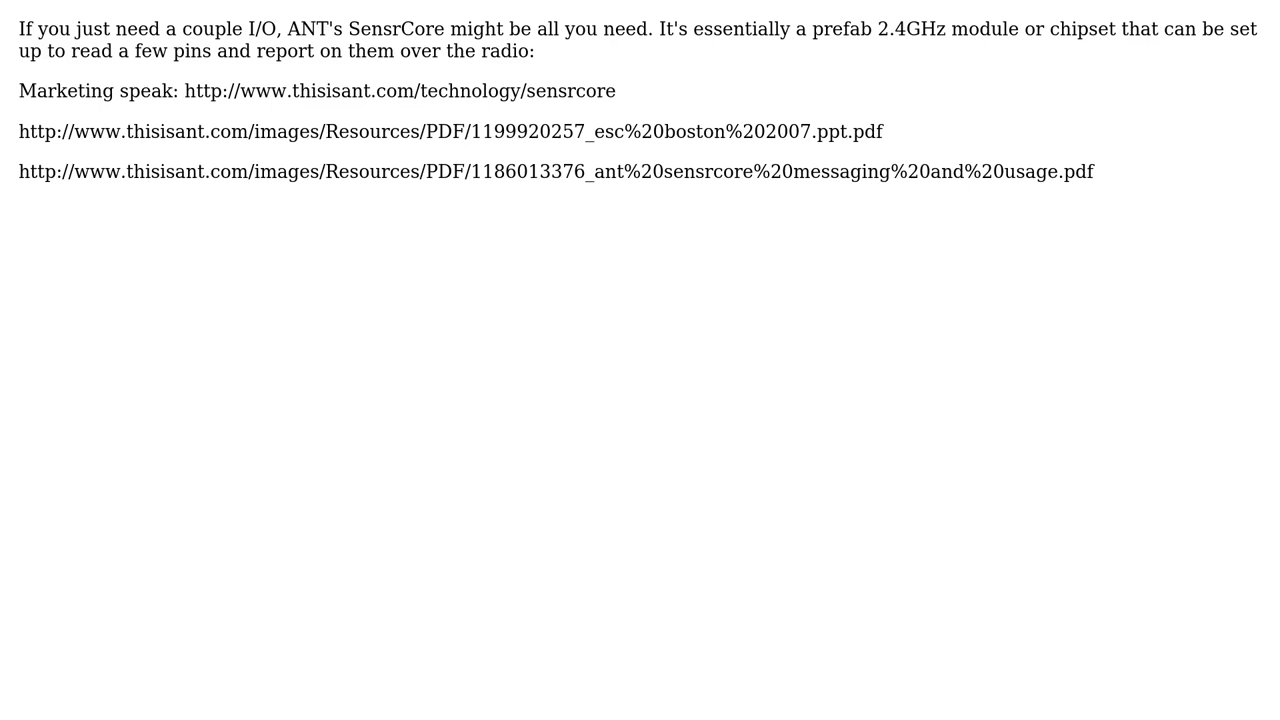 If you just need a couple I/O, ANT's SensrCore might be all you need. It's essentially a prefab 2.4GHz module or chipset that can be set
up to read a few pins and report on them over the radio:
Marketing speak: http://www.thisisant.com/technology/sensrcore
http://www.thisisant.com/images/Resources/PDF/1199920257_esc%20boston%202007.ppt.pdf
http://www.thisisant.com/images/Resources/PDF/1186013376_ant%20sensrcore%20messaging%20and%20usage.pdf